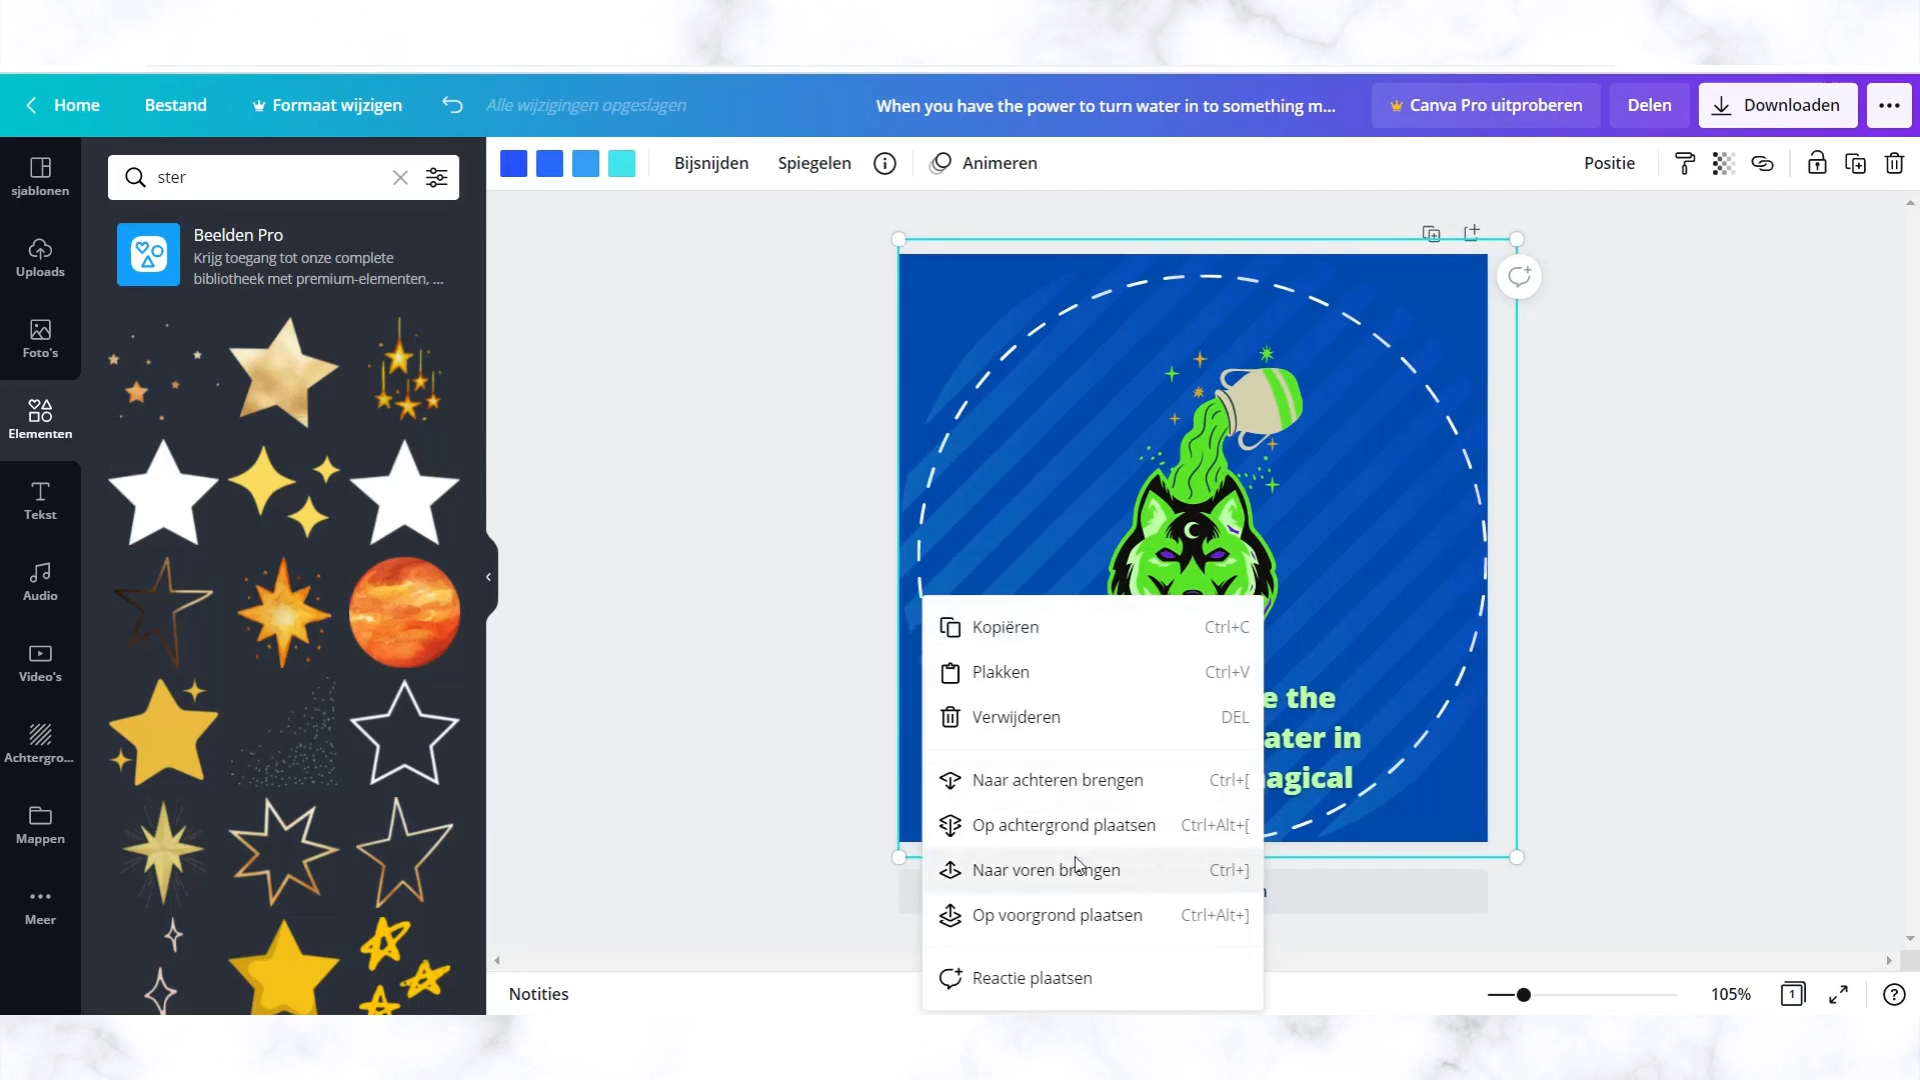 Home
Bestand
Formaat wijzigen
Alle wijzigingen opgeslagen
When you have the power to turn water in to something m...
Canva Pro uitproberen
Delen
Downloaden
sjablonen
Uploads
Foto's
Elementen
Tekst
Audio
Video's
Achtergro...
Mappen
Meer
ster
Beelden Pro
Krijg toegang tot onze complete
bibliotheek met premium-elementen, ...
Bijsnijden
Spiegelen
Animeren
Positie
e the
ater in
agical
Kopiëren Ctrl+C
Plakken Ctrl+V
Verwijderen DEL
Naar achteren brengen Ctrl+[
Op achtergrond plaatsen Ctrl+Alt+[
Naar voren brengen Ctrl+]
Op voorgrond plaatsen Ctrl+Alt+]
Reactie plaatsen
Notities
105%
1